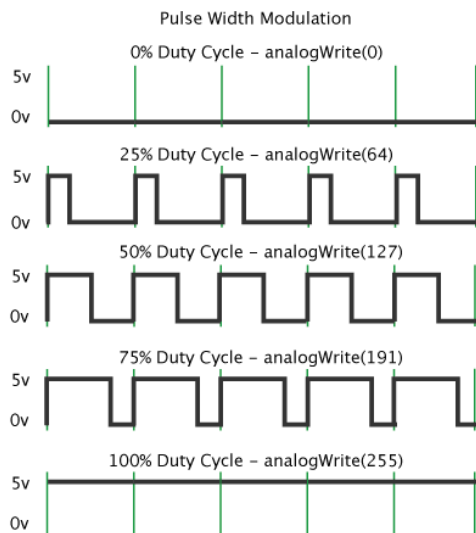 Pulse Width Modulation
0% Duty Cycle – analogWrite(0)
5v
0v
25% Duty Cycle – analogWrite(64)
5v
0v
50% Duty Cycle – analogWrite(127)
5v
0v
75% Duty Cycle – analogWrite(191)
5v
0v
100% Duty Cycle – analogWrite(255)
5v
0v